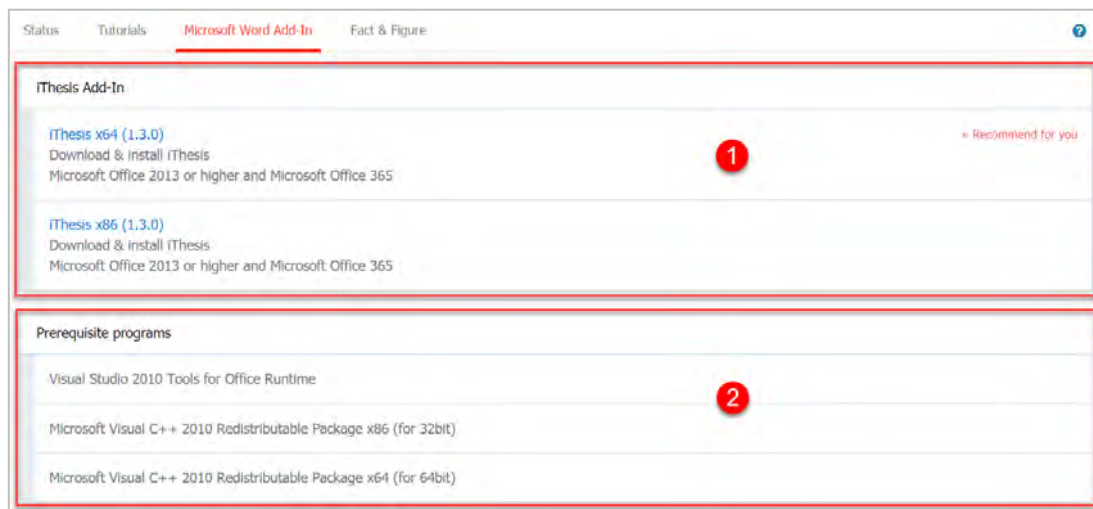 Status Tutorials Microsoft Word Add-In Fact & Figure ?
iThesis Add-In
iThesis x64 (1.3.0) » Recommend for you
Download & install iThesis
Microsoft Office 2013 or higher and Microsoft Office 365
1
iThesis x86 (1.3.0)
Download & install iThesis
Microsoft Office 2013 or higher and Microsoft Office 365
Prerequisite programs
Visual Studio 2010 Tools for Office Runtime
2
Microsoft Visual C++ 2010 Redistributable Package x86 (for 32bit)
Microsoft Visual C++ 2010 Redistributable Package x64 (for 64bit)